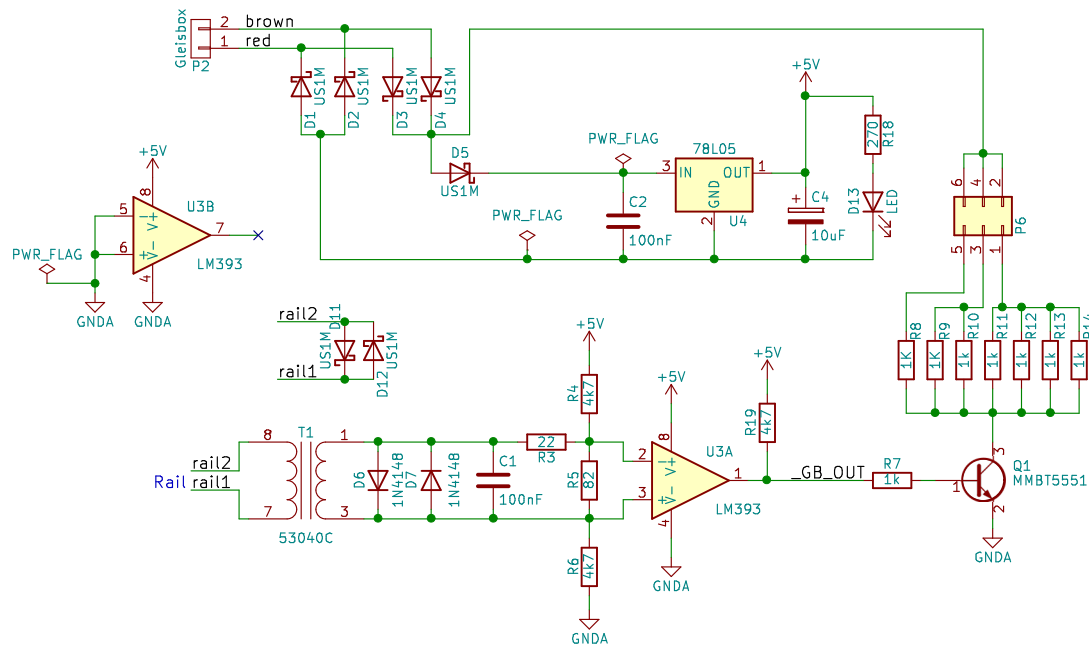 Gleisbox
P2
2
1
brown
red
D1
US1M
D2
US1M
D3
US1M
D4
US1M
D5
US1M
PWR_FLAG
PWR_FLAG
C2
100nF
78L05
3
IN
OUT
1
GND
2
U4
+5V
C4
10uF
270
R18
D13
LED
6
4
2
P6
5
3
1
+5V
8
U3B
5
6
7
V+
V-
4
LM393
PWR_FLAG
GNDA
GNDA
rail2
rail1
D11
US1M
D12
US1M
R8
1K
R9
1K
R10
1k
R11
1k
R12
1k
R13
1k
R14
1k
Rail
rail2
rail1
8
7
T1
1
3
53040C
D6
1N4148
D7
1N4148
C1
100nF
22
R3
+5V
R4
4k7
R5
82
R6
4k7
GNDA
+5V
8
U3A
2
3
1
V+
V-
4
LM393
GNDA
+5V
R19
4k7
_GB_OUT
R7
1k
1
3
2
Q1
MMBT5551
GNDA